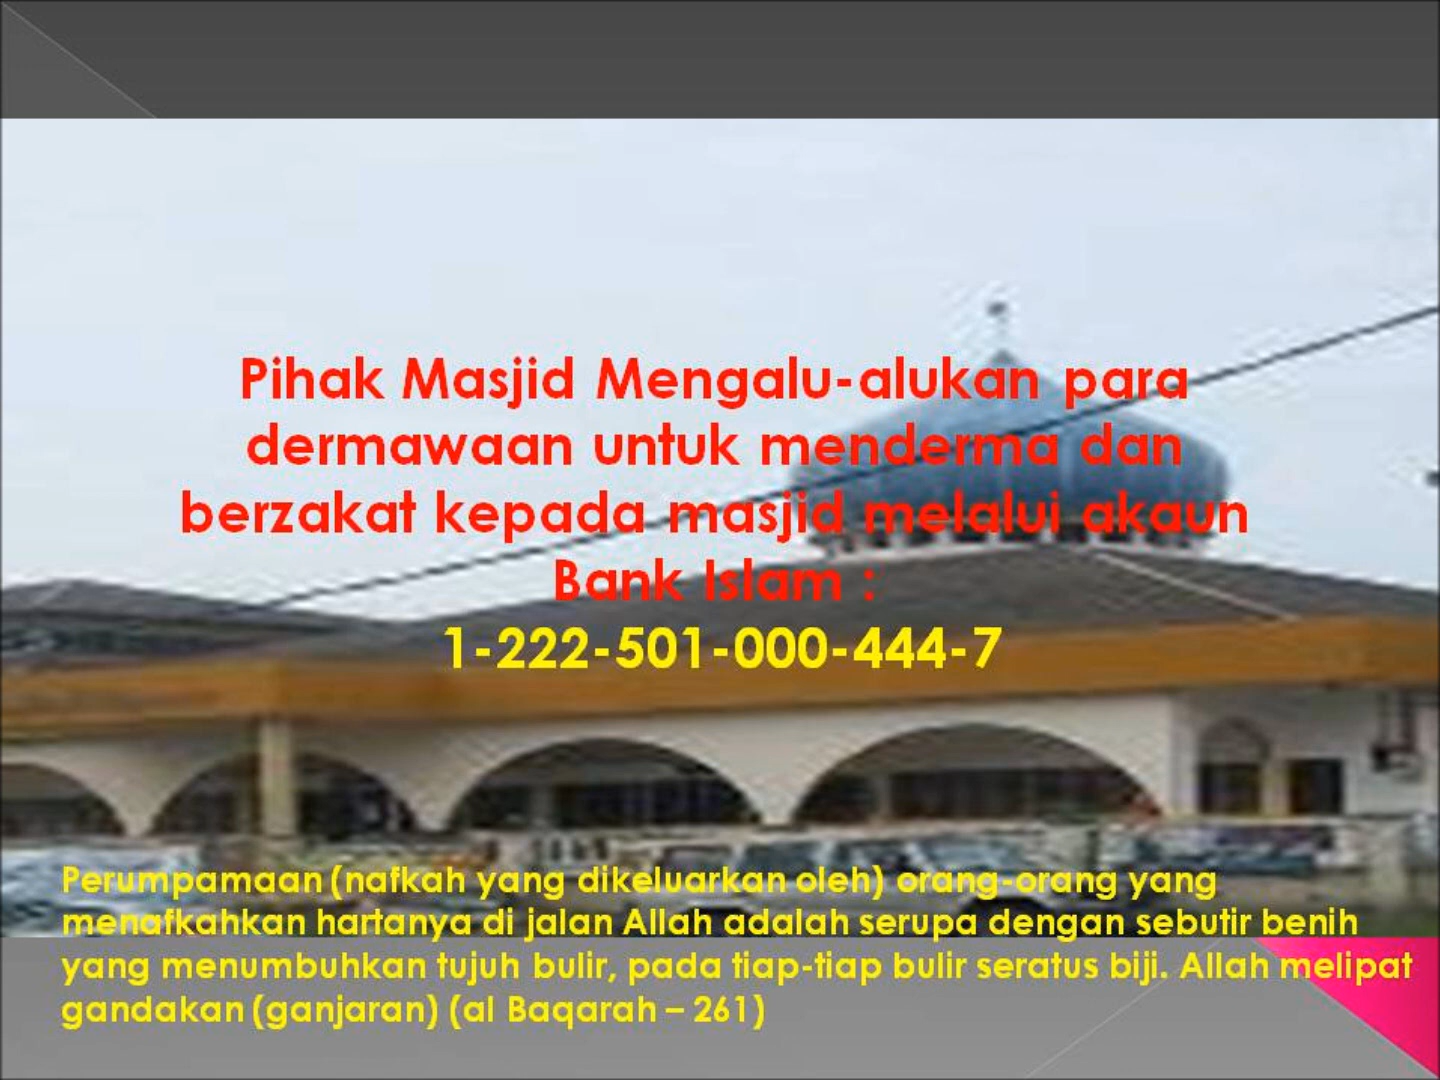 Pihak Masjid Mengalu-alukan para
dermawaan untuk menderma dan
berzakat kepada masjid melalui akaun
Bank Islam :
1-222-501-000-444-7
Perumpamaan (nafkah yang dikeluarkan oleh) orang-orang yang
menafkahkan hartanya di jalan Allah adalah serupa dengan sebutir benih
yang menumbuhkan tujuh bulir, pada tiap-tiap bulir seratus biji. Allah melipat
gandakan (ganjaran) (al Baqarah – 261)